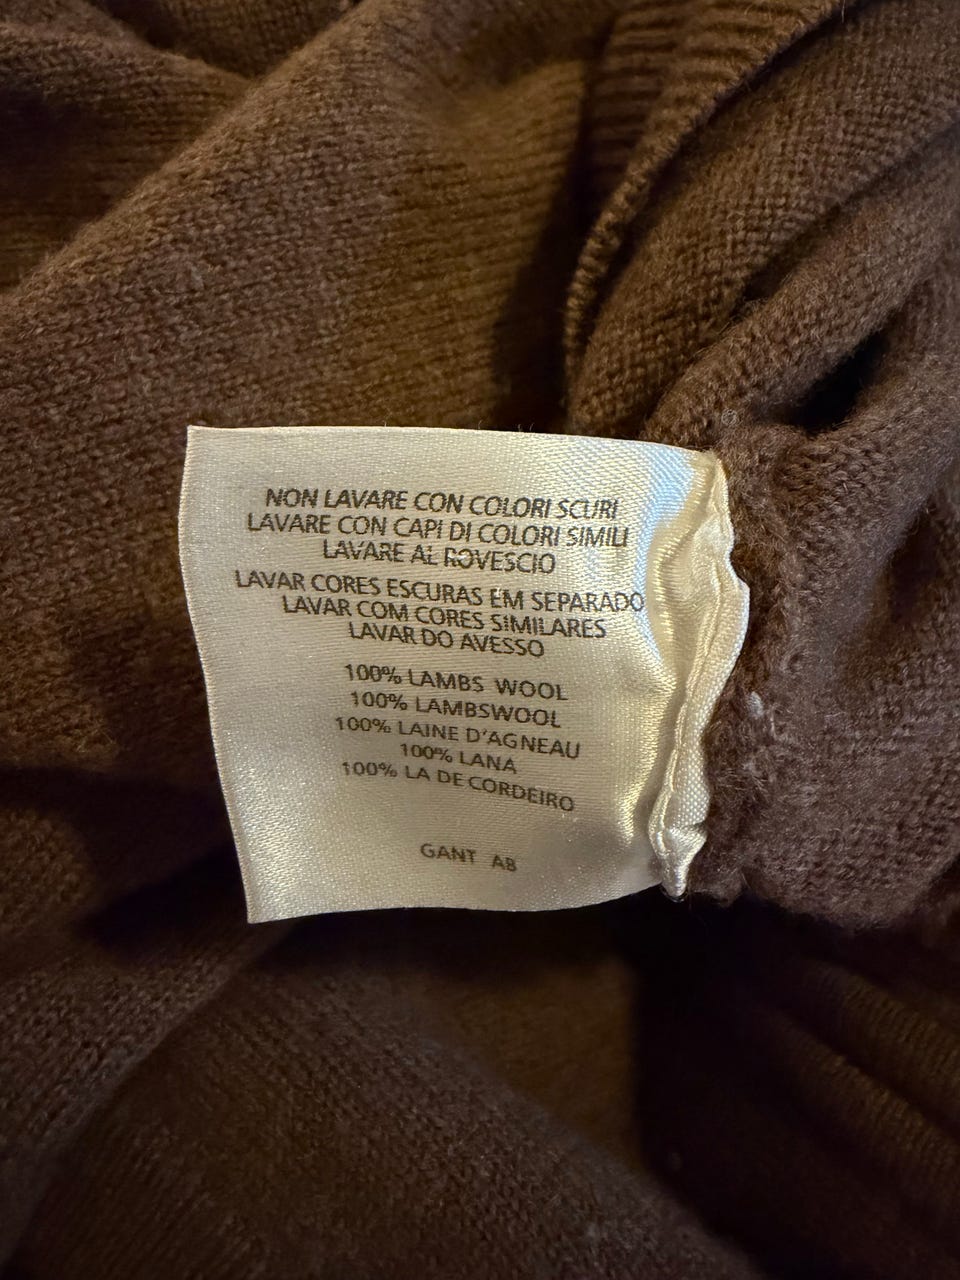 NON LAVARE CON COLORI SCURI
LAVARE CON CAPI DI COLORI SIMILI
LAVARE AL ROVESCIO
LAVAR CORES ESCURAS EM SEPARADO
LAVAR COM CORES SIMILARES
LAVAR DO AVESSO
100% LAMBS WOOL
100% LAMBSWOOL
100% LAINE D'AGNEAU
100% LANA
100% LA DE CORDEIRO
GANT AB